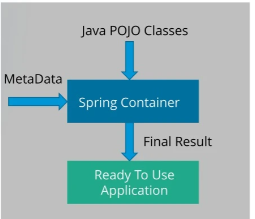 Java POJO Classes
MetaData
Spring Container
Final Result
Ready To Use
Application